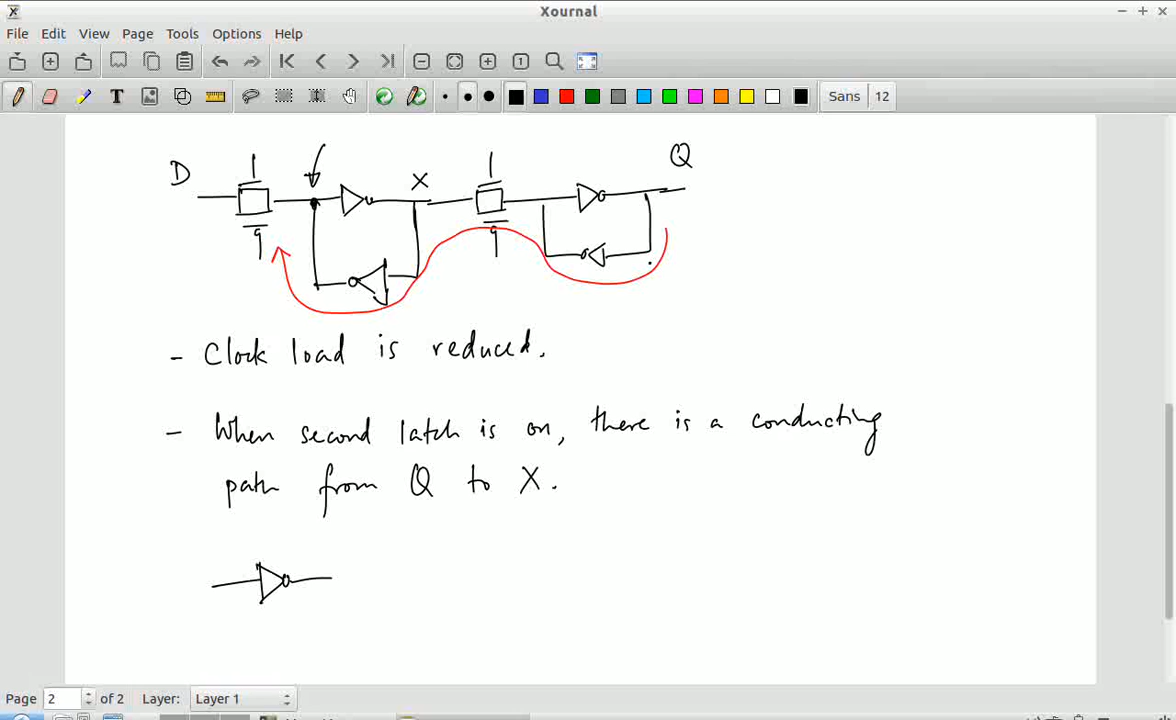 Xournal
File Edit View Page Tools Options Help
Sans 12
D X Q
- Clock load is reduced.
- When second latch is on, there is a conducting
path from Q to X.
Page 2 of 2 Layer: Layer 1